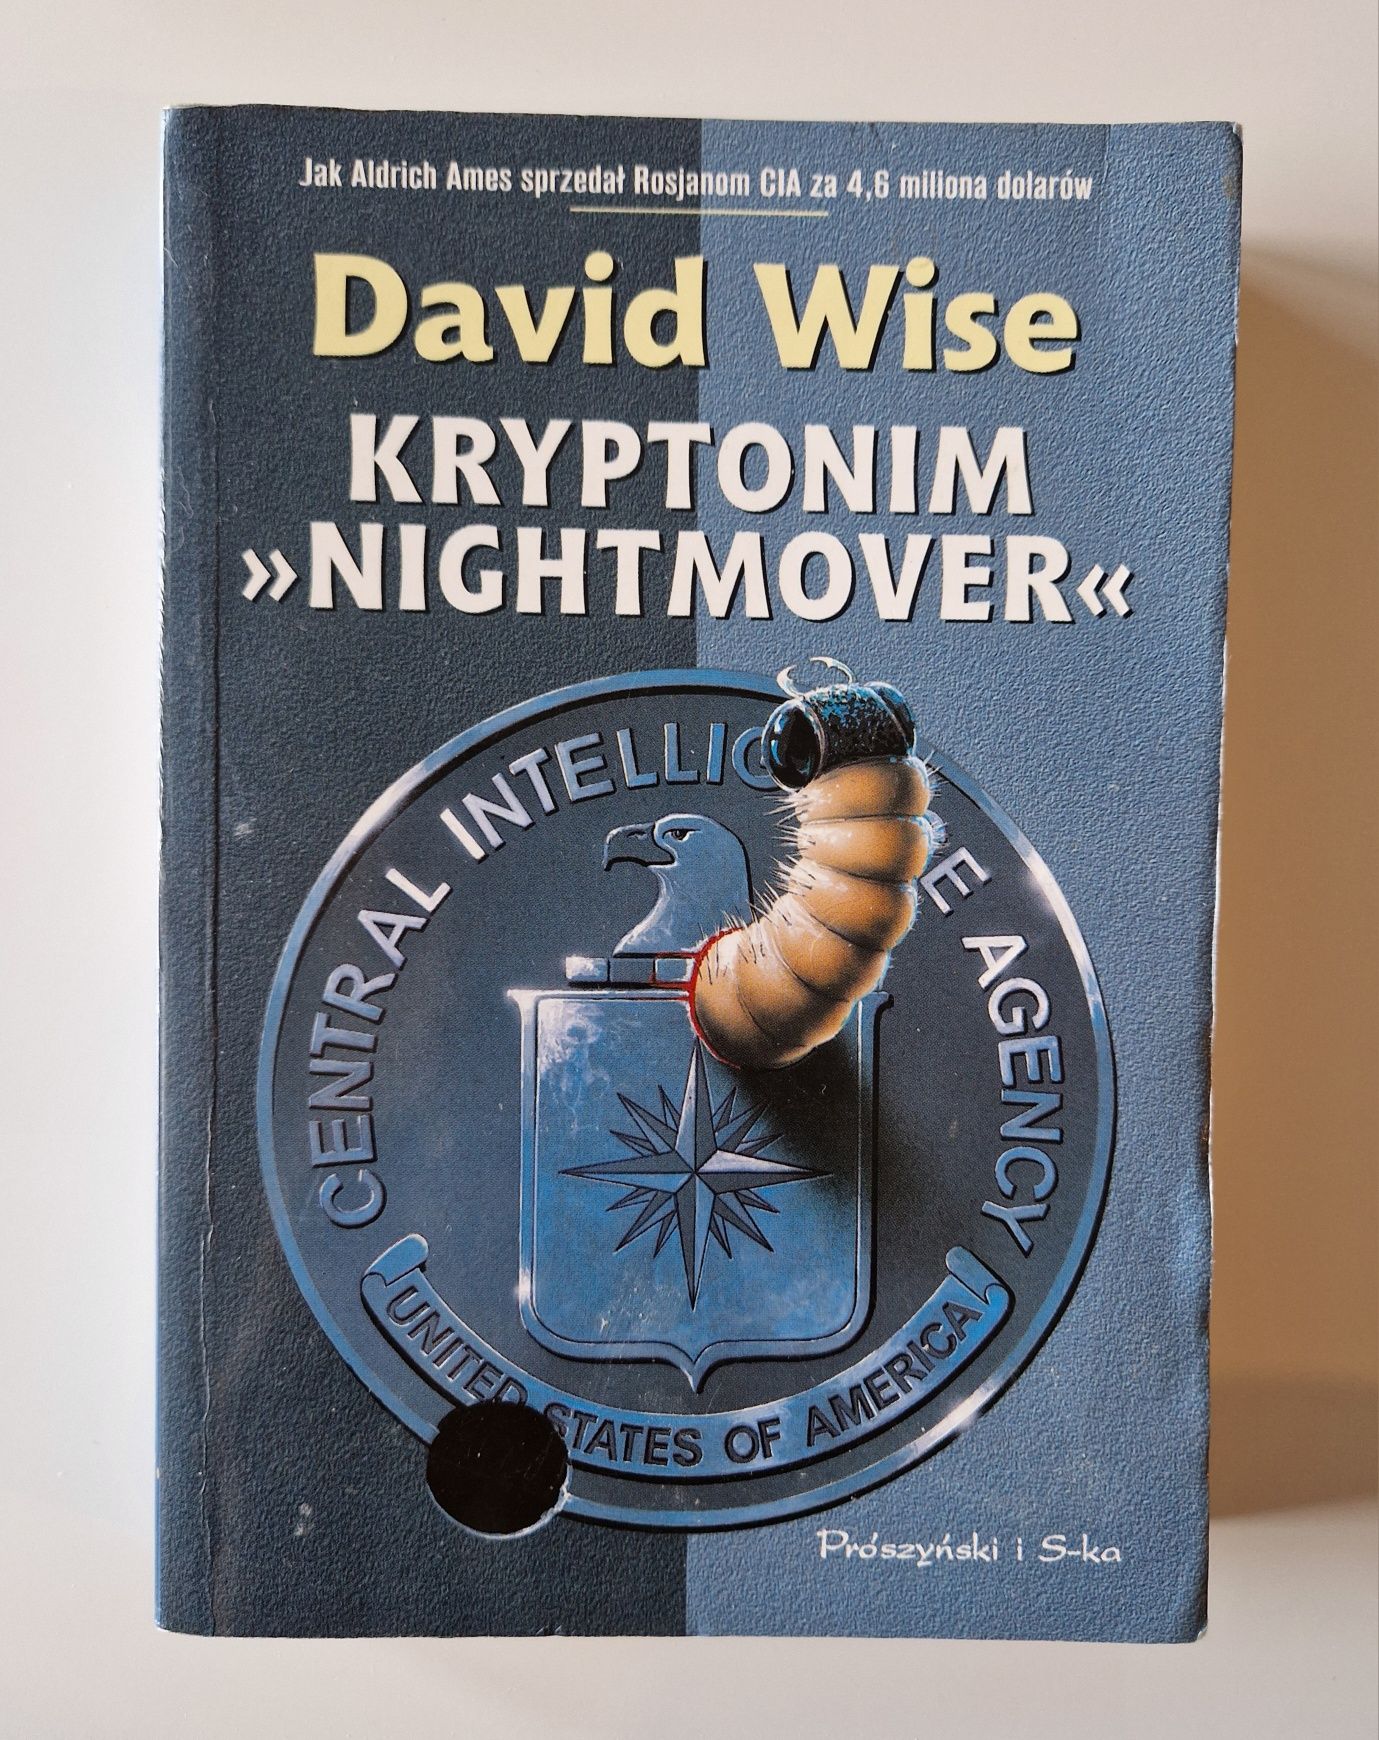 Jak Aldrich Ames sprzedał Rosjanom CIA za 4,6 miliona dolarów
David Wise
KRYPTONIM
»NIGHTMOVER«
CENTRAL INTELLIG E AGENCY
UNITED STATES OF AMERICA
Prószyński i S-ka